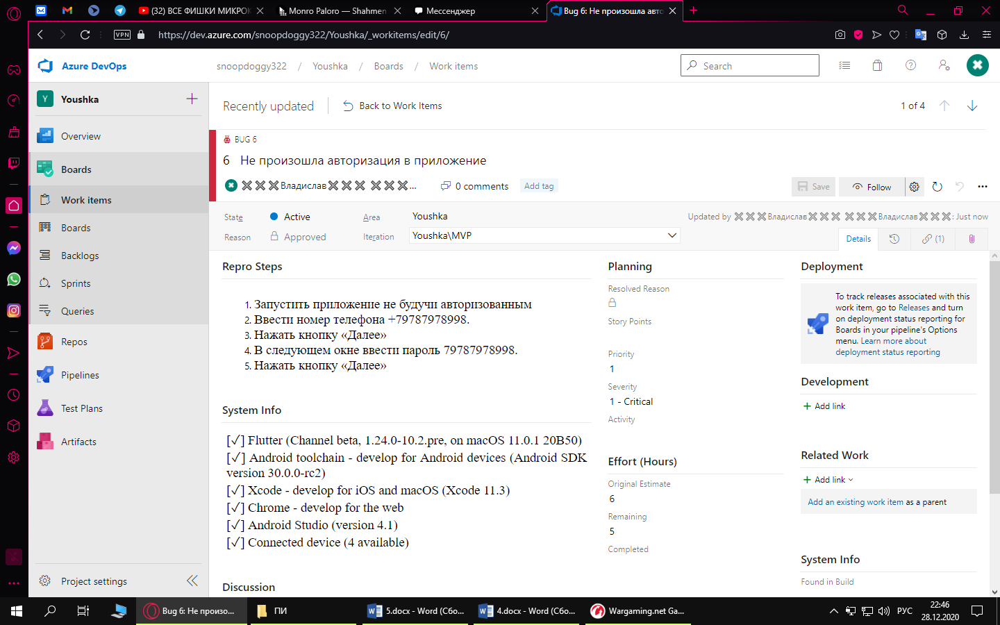 (32) ВСЕ ФИШКИ МИКРОК
Monro Paloro — Shahmen
Мессенджер
Bug 6: Не произошла авто
VPN
https://dev.azure.com/snoopdoggy322/Youshka/_workitems/edit/6/
Azure DevOps
snoopdoggy322 / Youshka / Boards / Work items
Search
Y Youshka
Overview
Boards
Work items
Boards
Backlogs
Sprints
Queries
Repos
Pipelines
Test Plans
Artifacts
Project settings
Recently updated
Back to Work Items
1 of 4
BUG 6
6 Не произошла авторизация в приложение
✖✖✖Владислав✖✖✖ ✖✖✖...
0 comments
Add tag
Save
Follow
State
Active
Area
Youshka
Reason
Approved
Iteration
Youshka\MVP
Updated by ✖✖✖Владислав✖✖✖ ✖✖✖Владислав✖✖✖: Just now
Details
(1)
Repro Steps
1. Запустить приложение не будучи авторизованным
2. Ввести номер телефона +79787978998.
3. Нажать кнопку «Далее»
4. В следующем окне ввести пароль 79787978998.
5. Нажать кнопку «Далее»
System Info
[✓] Flutter (Channel beta, 1.24.0-10.2.pre, on macOS 11.0.1 20B50)
[✓] Android toolchain - develop for Android devices (Android SDK
version 30.0.0-rc2)
[✓] Xcode - develop for iOS and macOS (Xcode 11.3)
[✓] Chrome - develop for the web
[✓] Android Studio (version 4.1)
[✓] Connected device (4 available)
Discussion
Planning
Resolved Reason
Story Points
Priority
1
Severity
1 - Critical
Activity
Effort (Hours)
Original Estimate
6
Remaining
5
Completed
Deployment
To track releases associated with this
work item, go to Releases and turn
on deployment status reporting for
Boards in your pipeline's Options
menu. Learn more about
deployment status reporting
Development
Add link
Related Work
Add link
Add an existing work item as a parent
System Info
Found in Build
Bug 6: Не произо...
ПИ
5.docx - Word (Сбо...
4.docx - Word (Сбо...
Wargaming.net Ga...
РУС
22:46
28.12.2020